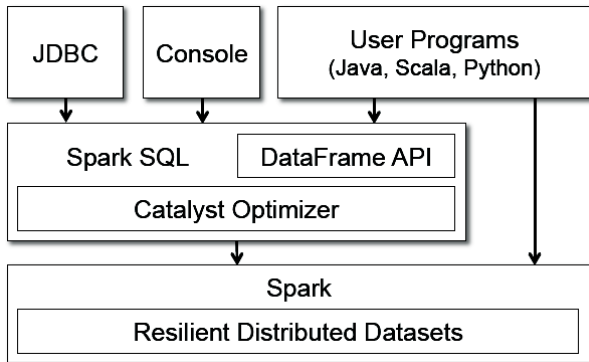 JDBC
Console
User Programs
(Java, Scala, Python)
Spark SQL
DataFrame API
Catalyst Optimizer
Spark
Resilient Distributed Datasets